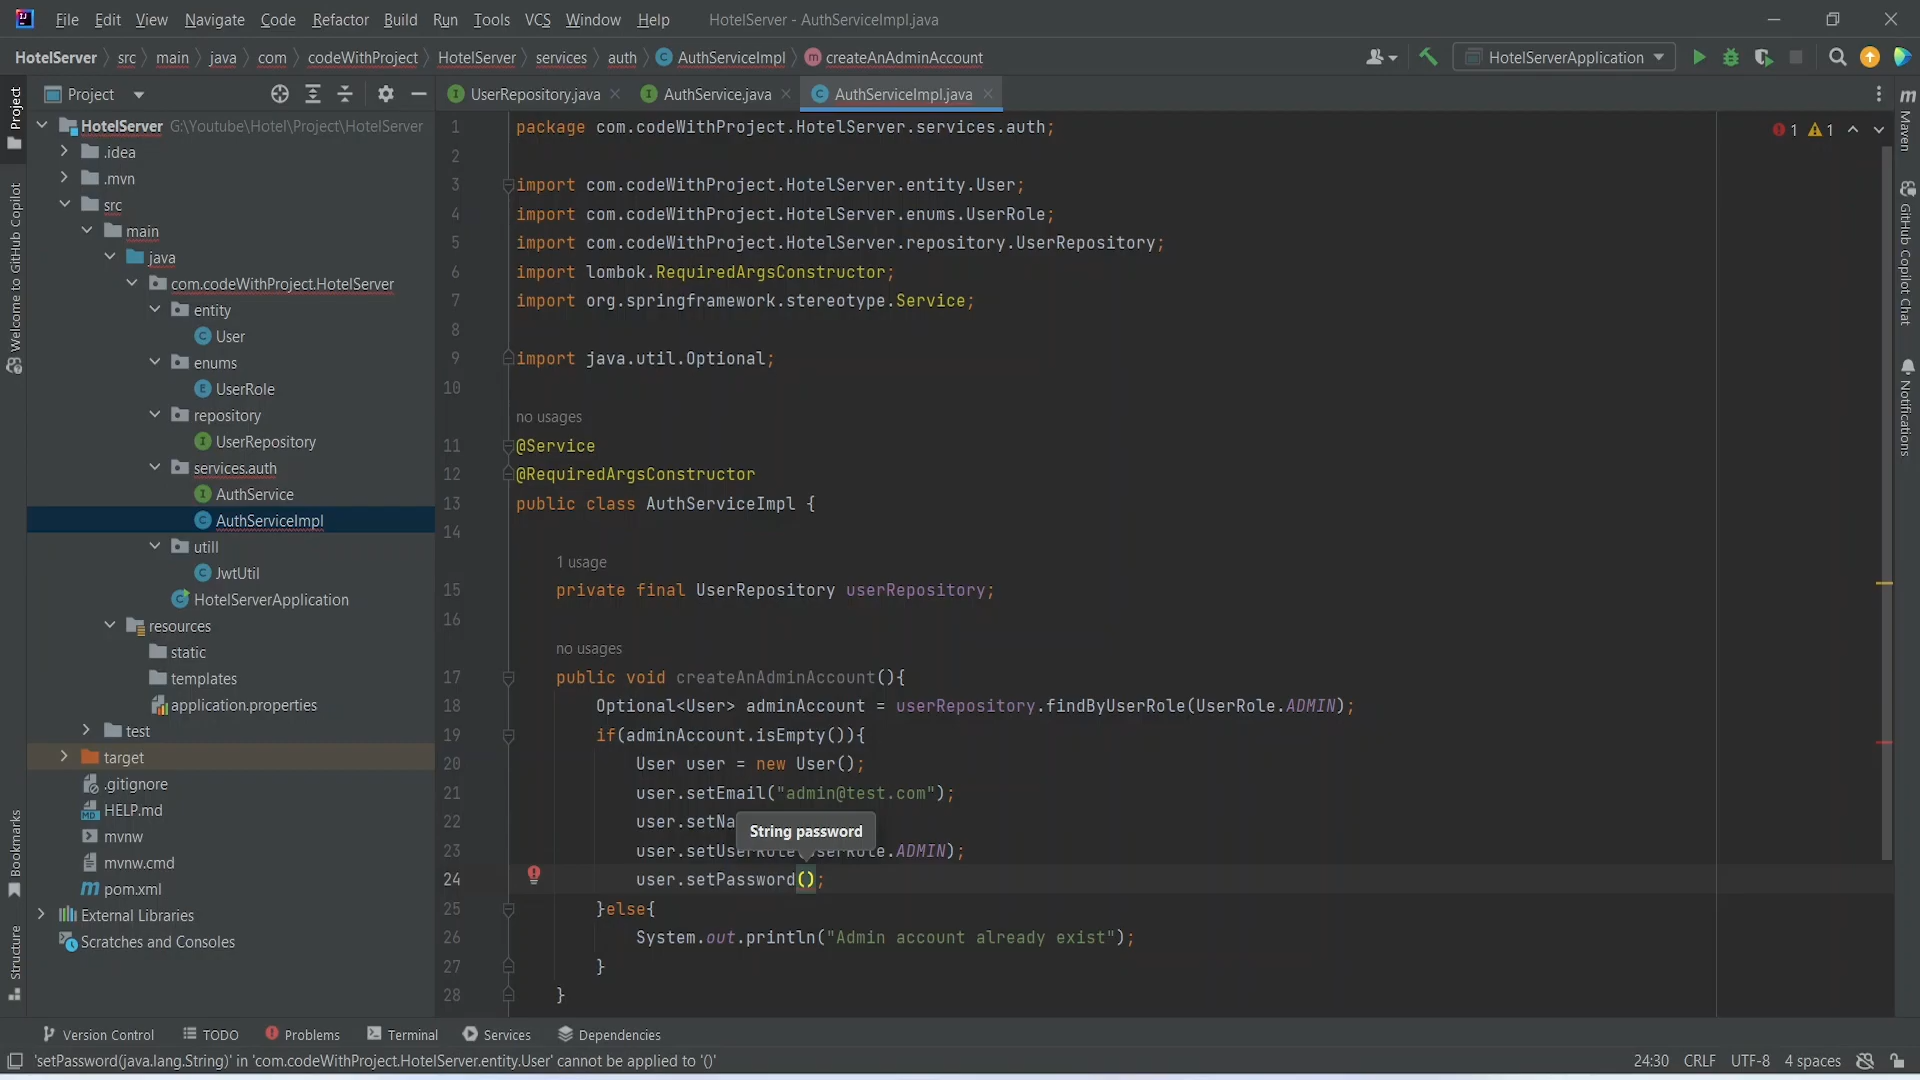 File Edit View Navigate Code Refactor Build Run Tools VCS Window Help HotelServer - AuthServiceImpl.java
HotelServer src main java com codeWithProject HotelServer services auth AuthServiceImpl createAnAdminAccount HotelServerApplication
Project
UserRepository.java AuthService.java AuthServiceImpl.java
HotelServer G:\Youtube\Hotel\Project\HotelServer
.idea
.mvn
src
main
java
com.codeWithProject.HotelServer
entity
User
enums
UserRole
repository
UserRepository
services.auth
AuthService
AuthServiceImpl
utill
JwtUtil
HotelServerApplication
resources
static
templates
application.properties
test
target
.gitignore
HELP.md
mvnw
mvnw.cmd
pom.xml
External Libraries
Scratches and Consoles
Project
Welcome to GitHub Copilot
Bookmarks
Structure
1 package com.codeWithProject.HotelServer.services.auth;
2
3 import com.codeWithProject.HotelServer.entity.User;
4 import com.codeWithProject.HotelServer.enums.UserRole;
5 import com.codeWithProject.HotelServer.repository.UserRepository;
6 import lombok.RequiredArgsConstructor;
7 import org.springframework.stereotype.Service;
8
9 import java.util.Optional;
10
no usages
11 @Service
12 @RequiredArgsConstructor
13 public class AuthServiceImpl {
14
1 usage
15 private final UserRepository userRepository;
16
no usages
17 public void createAnAdminAccount(){
18 Optional<User> adminAccount = userRepository.findByUserRole(UserRole.ADMIN);
19 if(adminAccount.isEmpty()){
20 User user = new User();
21 user.setEmail("admin@test.com");
22 user.setNa
String password
23 user.setUserRole(UserRole.ADMIN);
24 user.setPassword();
25 }else{
26 System.out.println("Admin account already exist");
27 }
28 }
1 1
Maven
GitHub Copilot Chat
Notifications
Version Control TODO Problems Terminal Services Dependencies
'setPassword(java.lang.String)' in 'com.codeWithProject.HotelServer.entity.User' cannot be applied to '()' 24:30 CRLF UTF-8 4 spaces